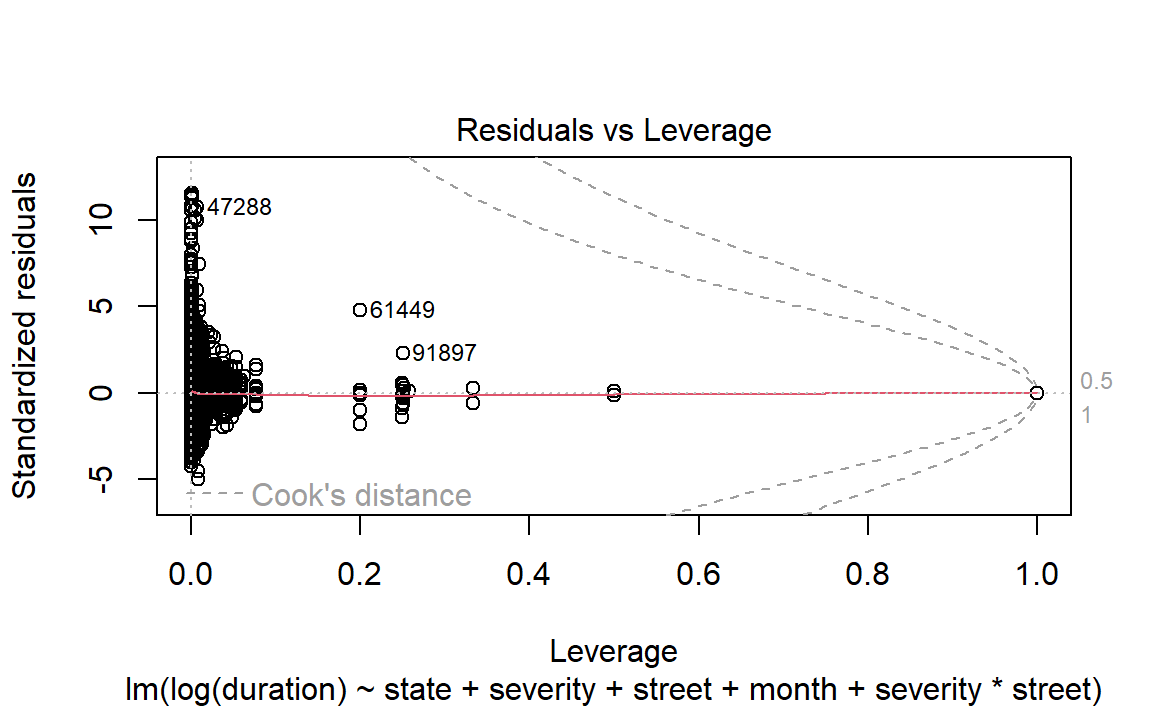 Residuals vs Leverage
Standardized residuals
10
5
0
-5
47288
61449
91897
0.5
1
Cook's distance
0.0 0.2 0.4 0.6 0.8 1.0
Leverage
lm(log(duration) ~ state + severity + street + month + severity * street)